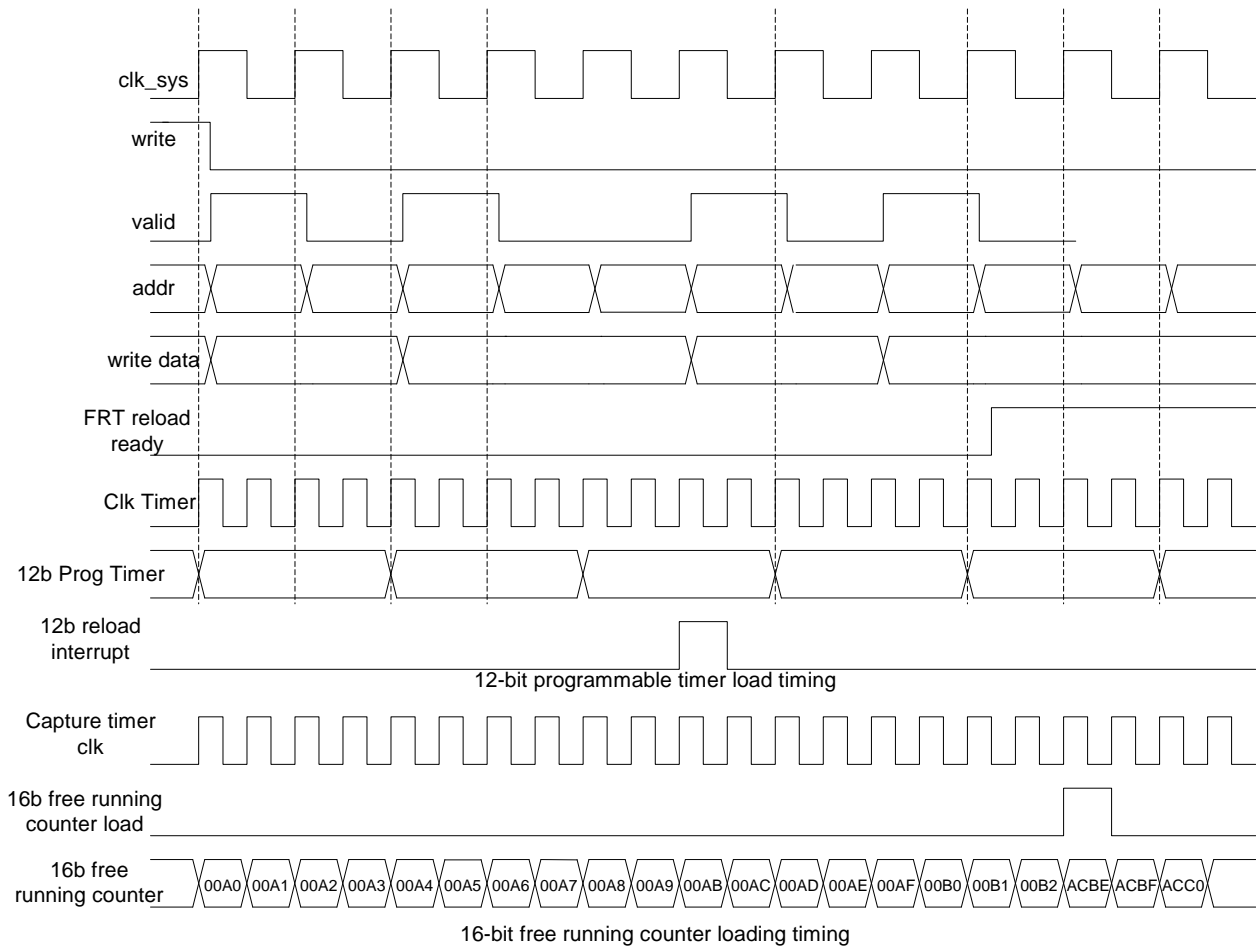 clk_sys
write
valid
addr
write data
FRT reload
ready
Clk Timer
12b Prog Timer
12b reload
interrupt
12-bit programmable timer load timing
Capture timer
clk
16b free running
counter load
16b free
running counter
00A0 00A1 00A2 00A3 00A4 00A5 00A6 00A7 00A8 00A9 00AB 00AC 00AD 00AE 00AF 00B0 00B1 00B2 ACBE ACBF ACC0
16-bit free running counter loading timing